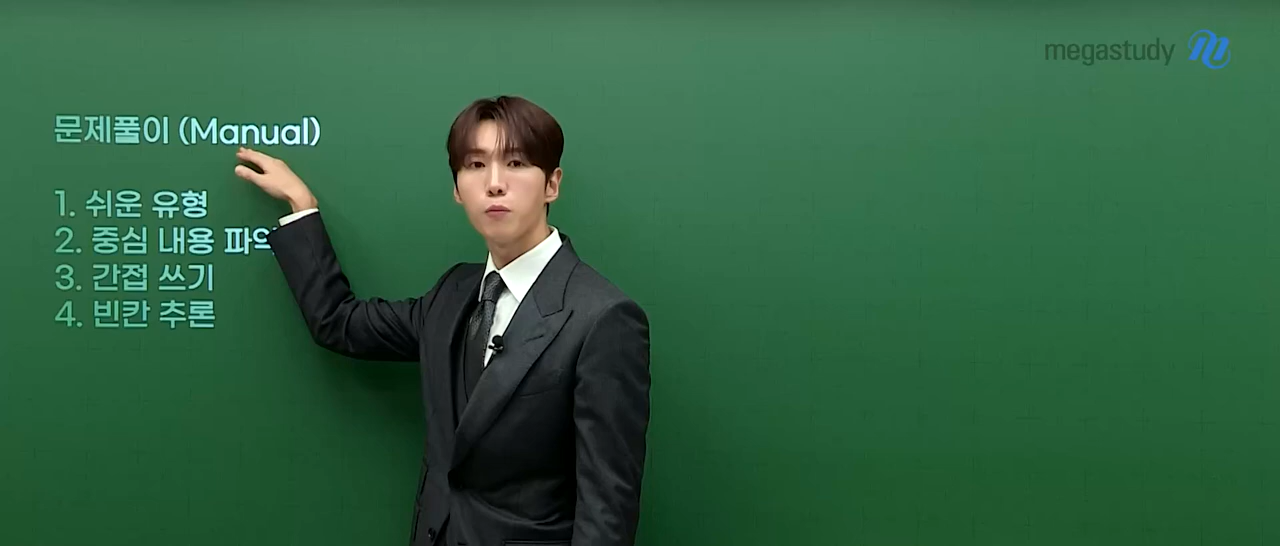 megastudy
문제풀이 (Manual)
1. 쉬운 유형
2. 중심 내용
3. 간접 쓰기
4. 빈칸 추론